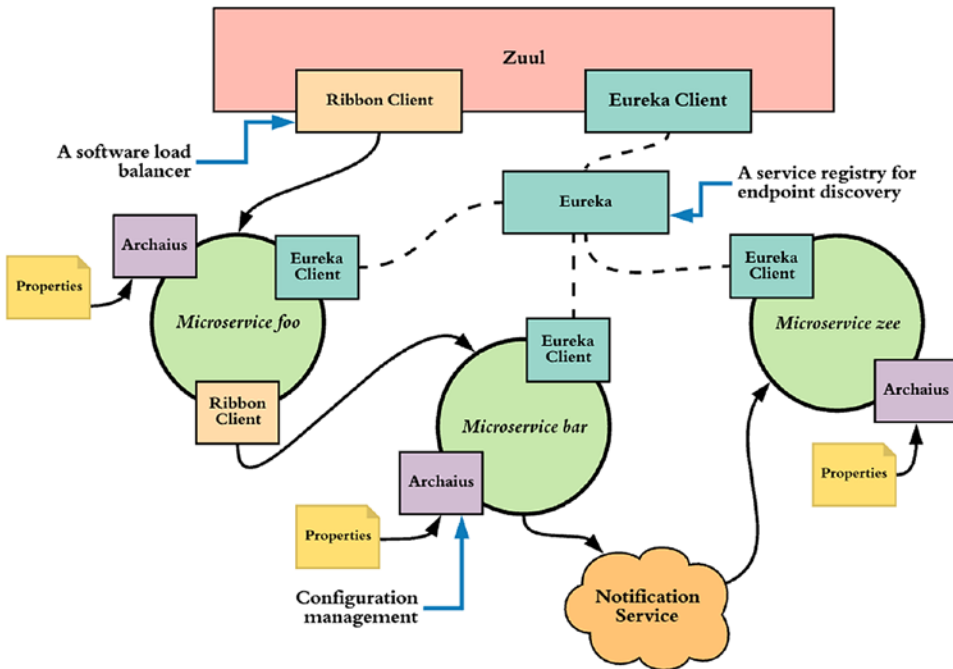 Zuul
Ribbon Client
Eureka Client
A software load
balancer
Eureka
A service registry for
endpoint discovery
Archaius
Eureka
Client
Properties
Microservice foo
Eureka
Client
Microservice zee
Ribbon
Client
Eureka
Client
Microservice bar
Archaius
Archaius
Properties
Properties
Configuration
management
Notification
Service